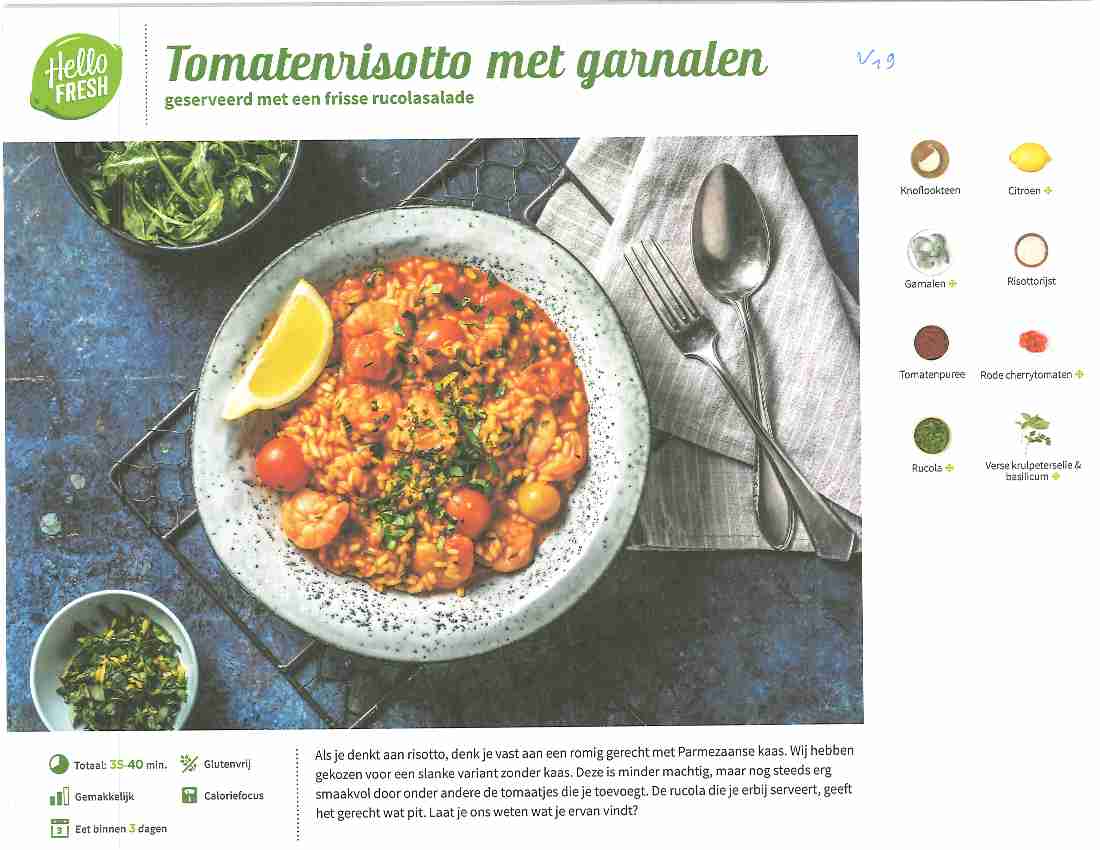 Hello
FRESH
Tomatenrisotto met garnalen
geserveerd met een frisse rucolasalade
V19
Knoflookteen
Citroen
Garnalen
Risottorijst
Tomatenpuree
Rode cherrytomaten
Rucola
Verse krulpeterselie &
basilicum
Totaal: 35-40 min.
Glutenvrij
Gemakkelijk
Caloriefocus
3
Eet binnen 3 dagen
Als je denkt aan risotto, denk je vast aan een romig gerecht met Parmezaanse kaas. Wij hebben
gekozen voor een slanke variant zonder kaas. Deze is minder machtig, maar nog steeds erg
smaakvol door onder andere de tomaatjes die je toevoegt. De rucola die je erbij serveert, geeft
het gerecht wat pit. Laat je ons weten wat je ervan vindt?